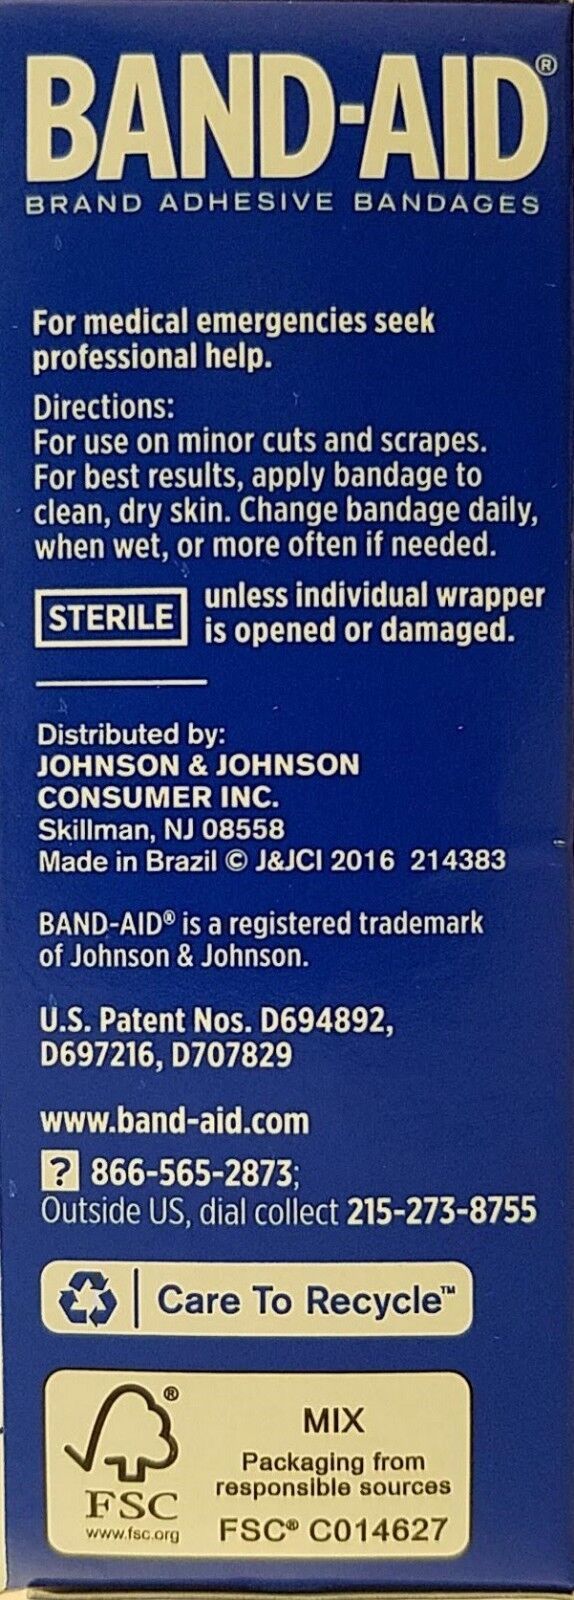 BAND-AID®
BRAND ADHESIVE BANDAGES
For medical emergencies seek
professional help.
Directions:
For use on minor cuts and scrapes.
For best results, apply bandage to
clean, dry skin. Change bandage daily,
when wet, or more often if needed.
STERILE unless individual wrapper
is opened or damaged.
Distributed by:
JOHNSON & JOHNSON
CONSUMER INC.
Skillman, NJ 08558
Made in Brazil © J&JCI 2016 214383
BAND-AID® is a registered trademark
of Johnson & Johnson.
U.S. Patent Nos. D694892,
D697216, D707829
www.band-aid.com
? 866-565-2873;
Outside US, dial collect 215-273-8755
Care To Recycle™
®
FSC
www.fsc.org
MIX
Packaging from
responsible sources
FSC® C014627